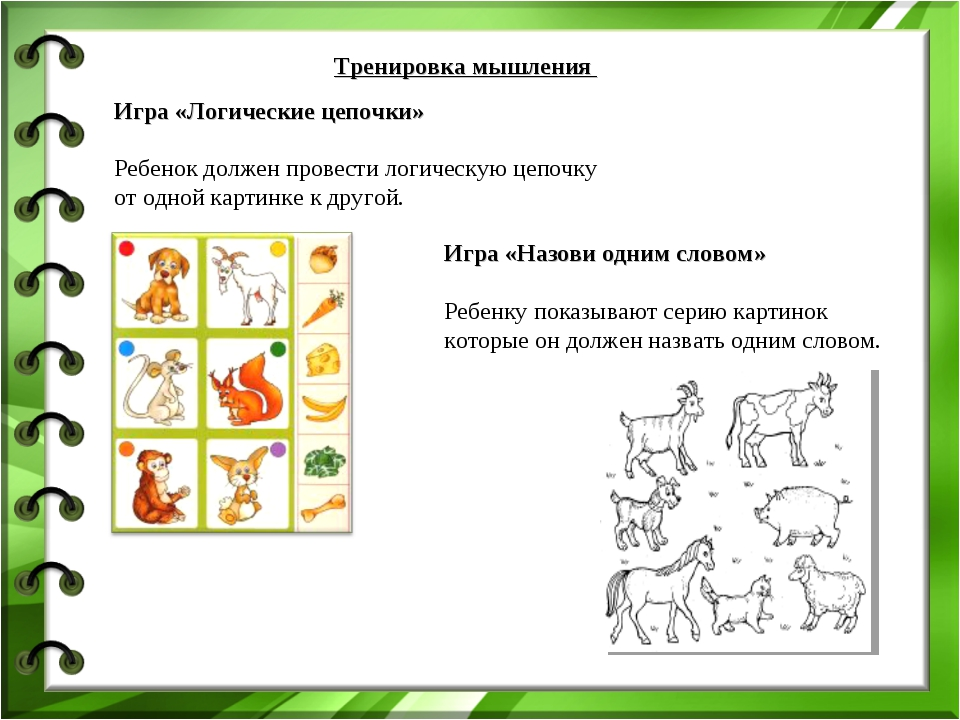 Тренировка мышления
Игра «Логические цепочки»
Ребенок должен провести логическую цепочку
от одной картинке к другой.
Игра «Назови одним словом»
Ребенку показывают серию картинок
которые он должен назвать одним словом.